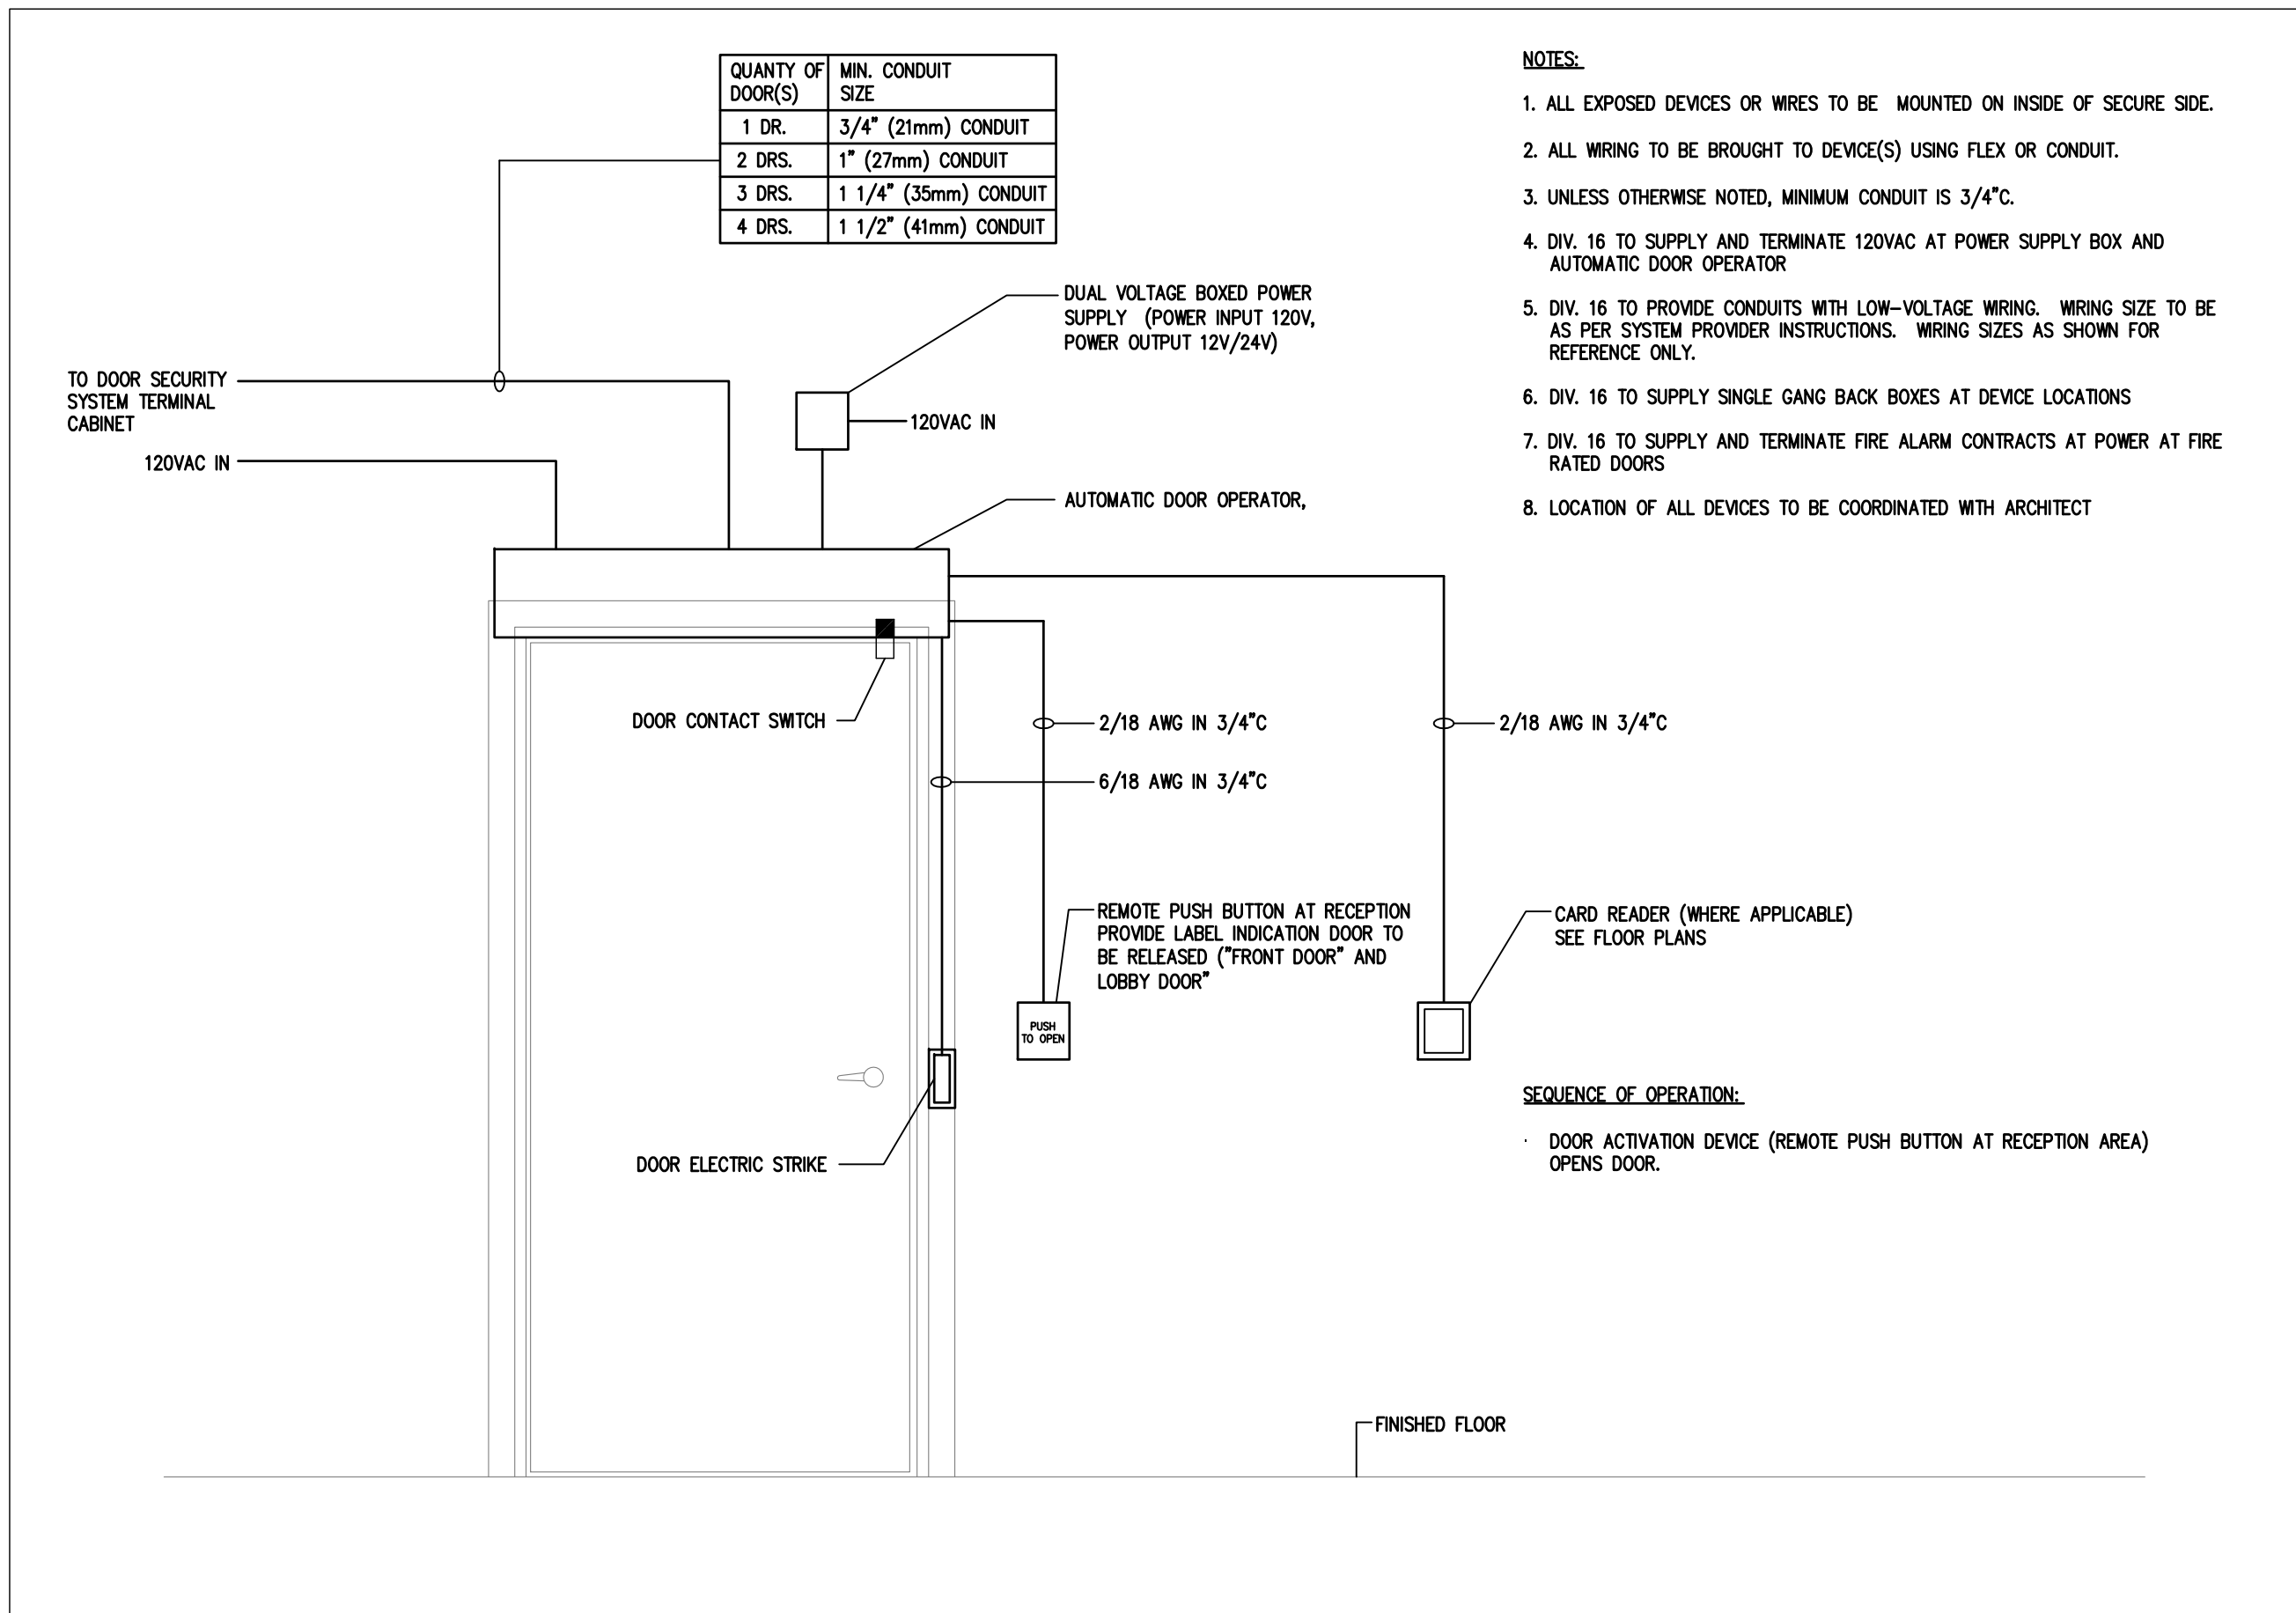 QUANTY OF DOOR(S)
MIN. CONDUIT SIZE
1 DR.
3/4" (21mm) CONDUIT
2 DRS.
1" (27mm) CONDUIT
3 DRS.
1 1/4" (35mm) CONDUIT
4 DRS.
1 1/2" (41mm) CONDUIT
NOTES:
1. ALL EXPOSED DEVICES OR WIRES TO BE MOUNTED ON INSIDE OF SECURE SIDE.
2. ALL WIRING TO BE BROUGHT TO DEVICE(S) USING FLEX OR CONDUIT.
3. UNLESS OTHERWISE NOTED, MINIMUM CONDUIT IS 3/4"C.
4. DIV. 16 TO SUPPLY AND TERMINATE 120VAC AT POWER SUPPLY BOX AND
AUTOMATIC DOOR OPERATOR
5. DIV. 16 TO PROVIDE CONDUITS WITH LOW-VOLTAGE WIRING. WIRING SIZE TO BE
AS PER SYSTEM PROVIDER INSTRUCTIONS. WIRING SIZES AS SHOWN FOR
REFERENCE ONLY.
6. DIV. 16 TO SUPPLY SINGLE GANG BACK BOXES AT DEVICE LOCATIONS
7. DIV. 16 TO SUPPLY AND TERMINATE FIRE ALARM CONTRACTS AT POWER AT FIRE
RATED DOORS
8. LOCATION OF ALL DEVICES TO BE COORDINATED WITH ARCHITECT
DUAL VOLTAGE BOXED POWER
SUPPLY (POWER INPUT 120V,
POWER OUTPUT 12V/24V)
TO DOOR SECURITY
SYSTEM TERMINAL
CABINET
120VAC IN
120VAC IN
AUTOMATIC DOOR OPERATOR,
DOOR CONTACT SWITCH
2/18 AWG IN 3/4"C
2/18 AWG IN 3/4"C
6/18 AWG IN 3/4"C
REMOTE PUSH BUTTON AT RECEPTION
PROVIDE LABEL INDICATION DOOR TO
BE RELEASED ("FRONT DOOR" AND
LOBBY DOOR"
CARD READER (WHERE APPLICABLE)
SEE FLOOR PLANS
PUSH
TO OPEN
DOOR ELECTRIC STRIKE
SEQUENCE OF OPERATION:
· DOOR ACTIVATION DEVICE (REMOTE PUSH BUTTON AT RECEPTION AREA)
OPENS DOOR.
FINISHED FLOOR